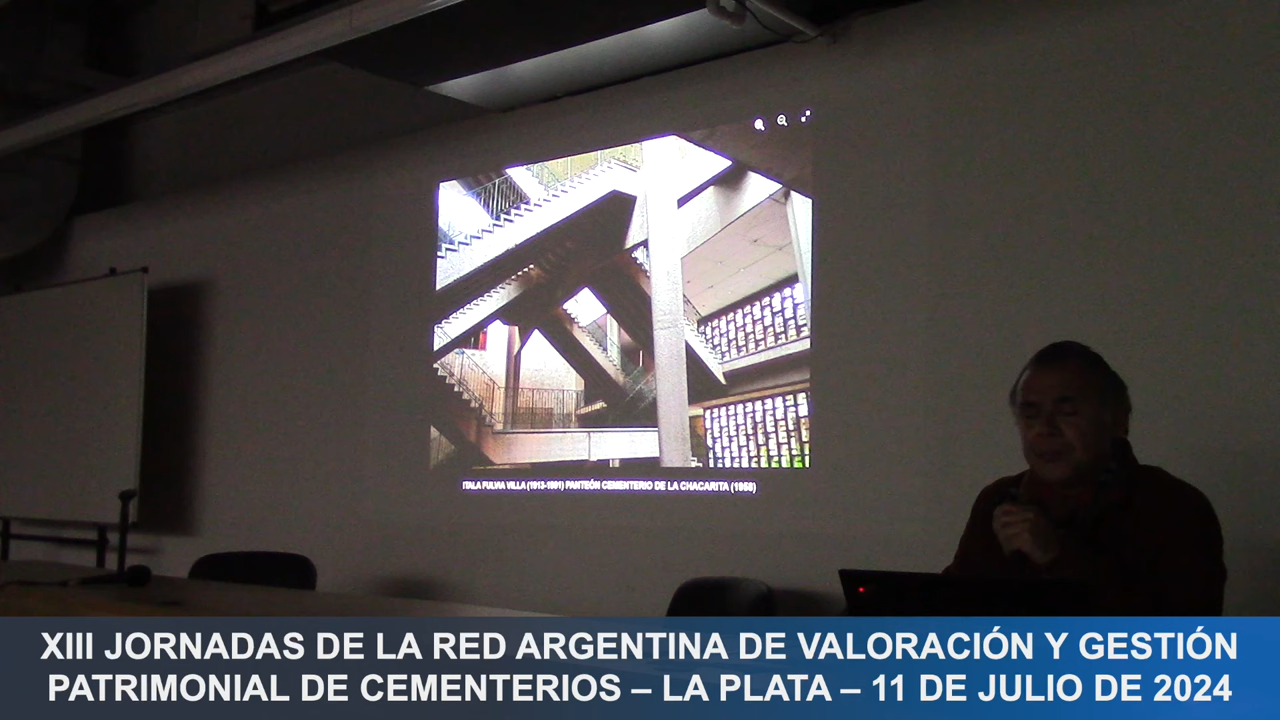 ITALA FULVIA VILLA (1913-1991) PANTEÓN CEMENTERIO DE LA CHACARITA (1958)
XIII JORNADAS DE LA RED ARGENTINA DE VALORACIÓN Y GESTIÓN
PATRIMONIAL DE CEMENTERIOS – LA PLATA – 11 DE JULIO DE 2024